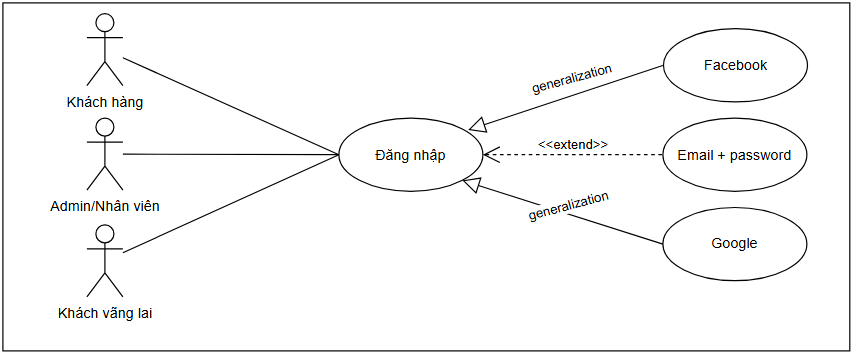 Khách hàng
Admin/Nhân viên
Khách vãng lai
Đăng nhập
generalization
<<extend>>
generalization
Facebook
Email + password
Google